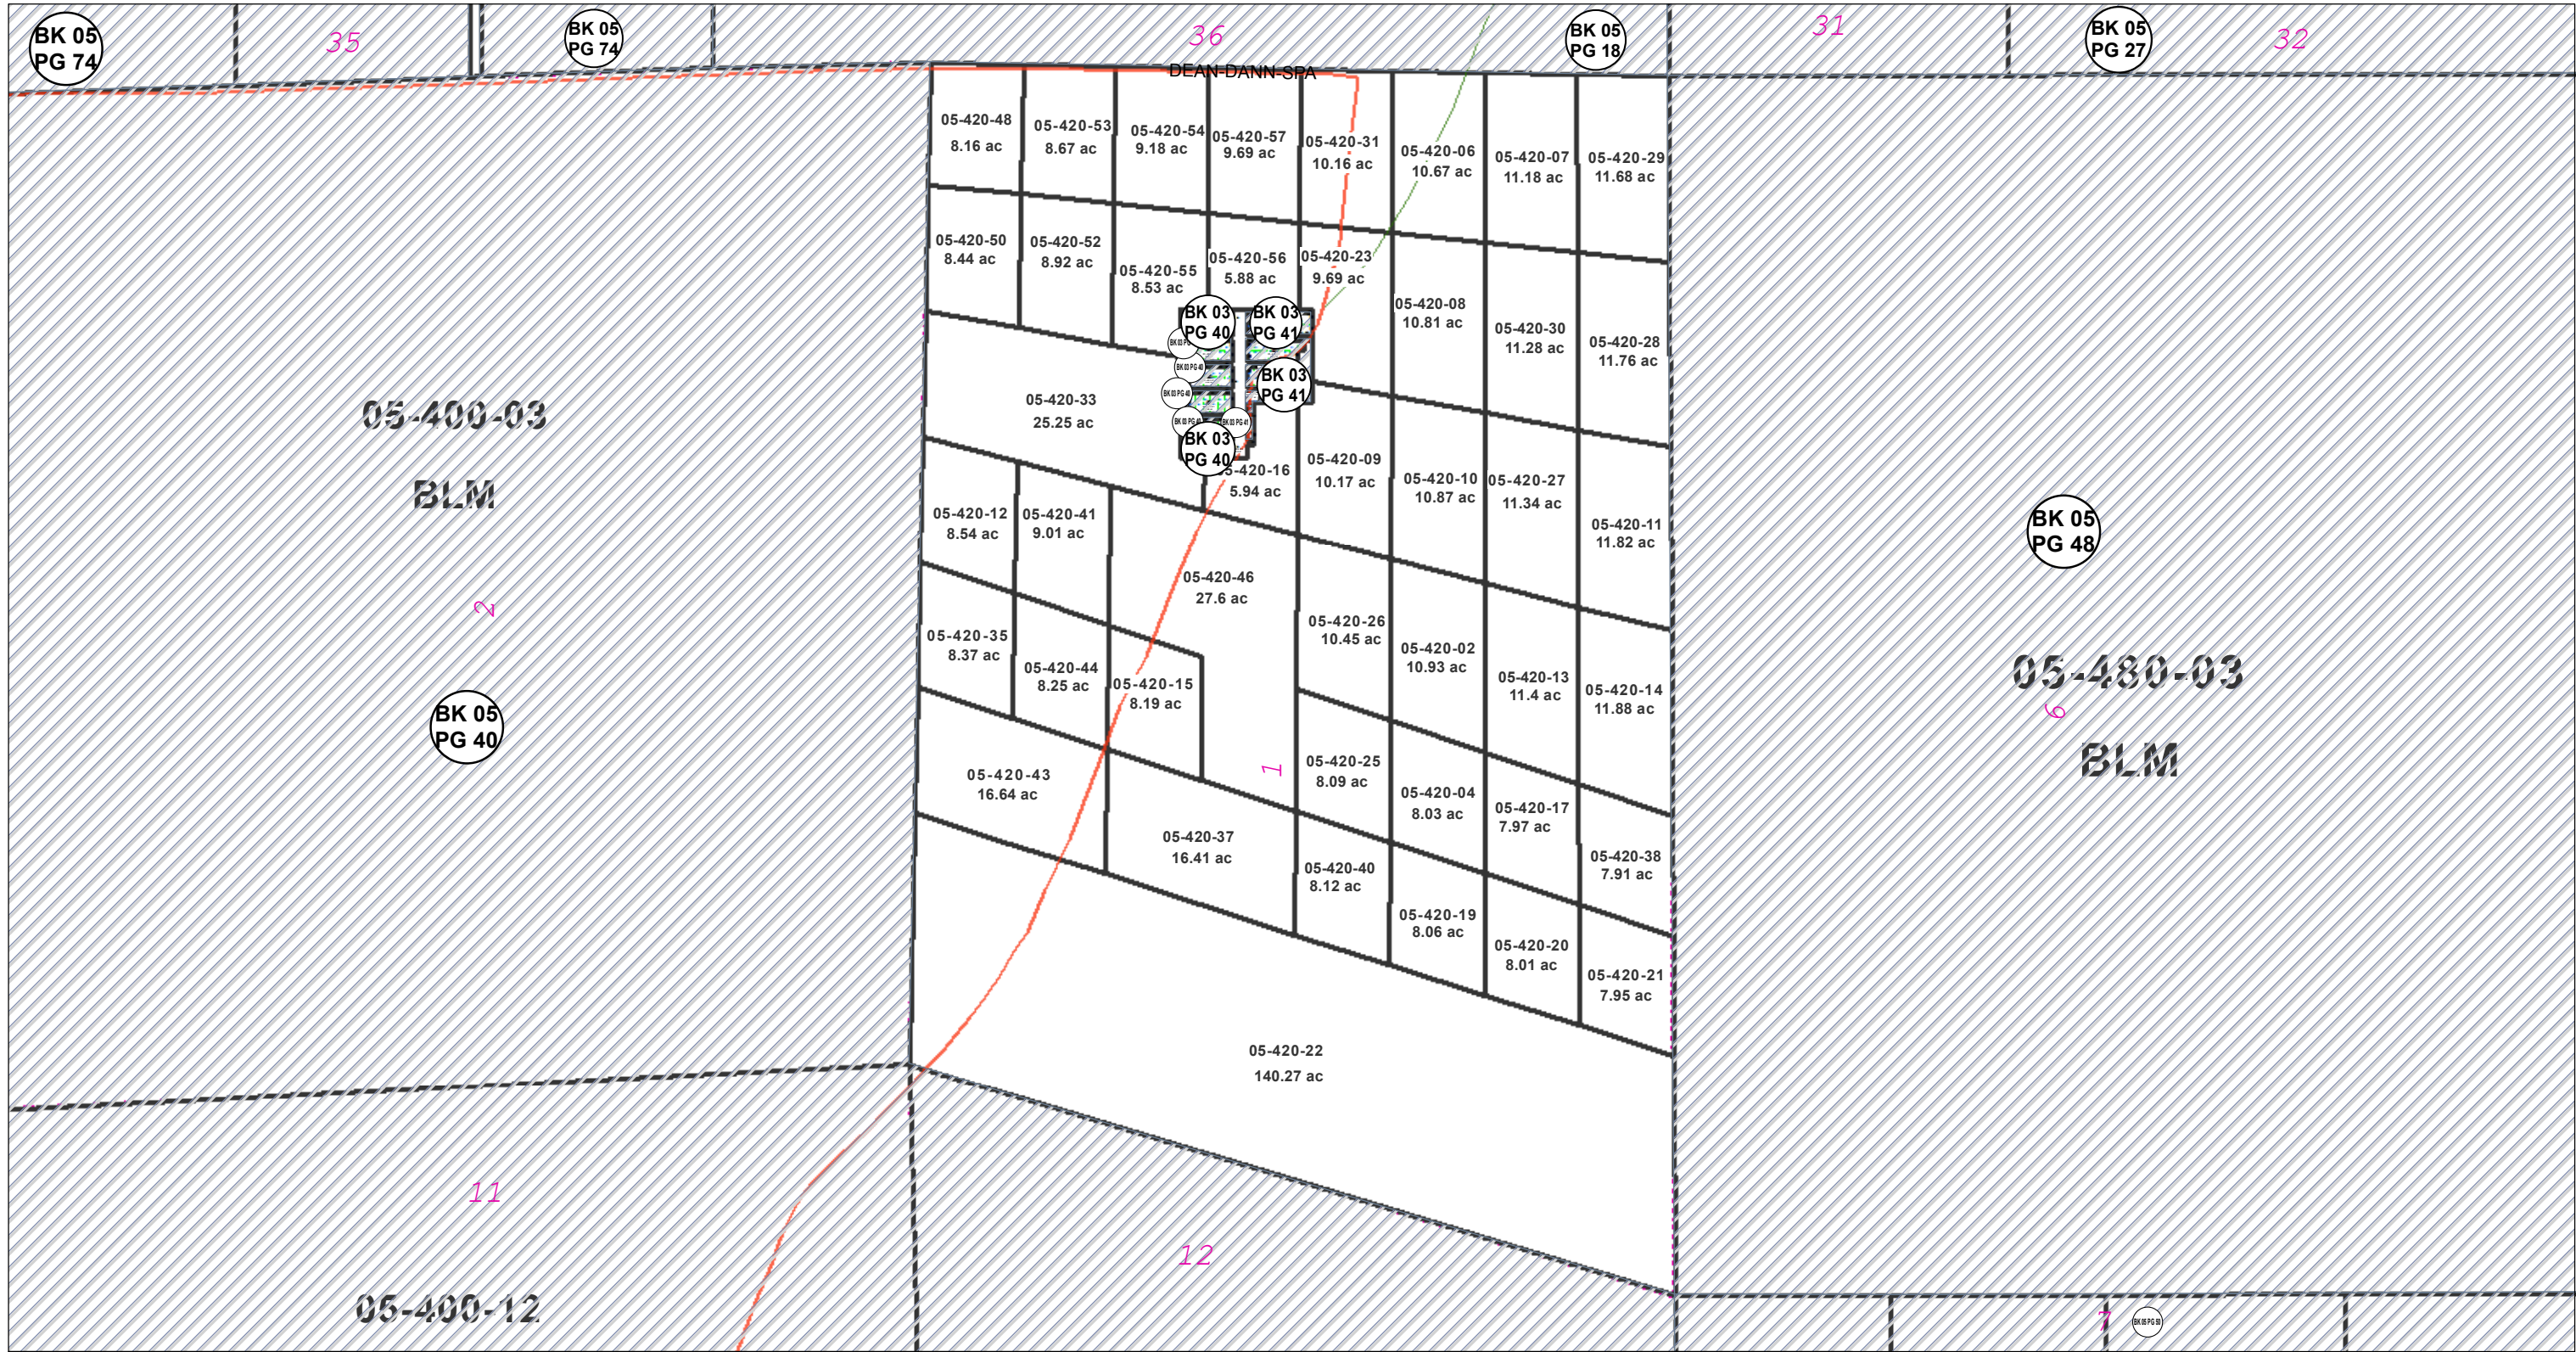 BK 05
PG 74
35
BK 05
PG 74
36
BK 05
PG 18
31
BK 05
PG 27
32
DEAN-DANN-SPA
05-420-48
8.16 ac
05-420-53
8.67 ac
05-420-54
9.18 ac
05-420-57
9.69 ac
05-420-31
10.16 ac
05-420-06
10.67 ac
05-420-07
11.18 ac
05-420-29
11.68 ac
05-420-50
8.44 ac
05-420-52
8.92 ac
05-420-55
8.53 ac
05-420-56
5.88 ac
05-420-23
9.69 ac
05-420-08
10.81 ac
05-420-30
11.28 ac
05-420-28
11.76 ac
BK 03
PG 40
BK 03
PG 41
BK 03 PG 40
BK 03 PG 40
BK 03
PG 41
BK 03 PG 41
BK 03
PG 40
05-420-33
25.25 ac
05-400-03
BLM
2
BK 05
PG 40
5-420-16
5.94 ac
05-420-09
10.17 ac
05-420-10
10.87 ac
05-420-27
11.34 ac
05-420-11
11.82 ac
05-420-12
8.54 ac
05-420-41
9.01 ac
05-420-46
27.6 ac
05-420-26
10.45 ac
05-420-02
10.93 ac
05-420-13
11.4 ac
05-420-14
11.88 ac
05-420-35
8.37 ac
05-420-44
8.25 ac
05-420-15
8.19 ac
1
05-420-25
8.09 ac
05-420-04
8.03 ac
05-420-17
7.97 ac
05-420-38
7.91 ac
05-420-43
16.64 ac
05-420-37
16.41 ac
05-420-40
8.12 ac
05-420-19
8.06 ac
05-420-20
8.01 ac
05-420-21
7.95 ac
BK 05
PG 48
05-480-03
6
BLM
05-420-22
140.27 ac
11
12
05-400-12
7